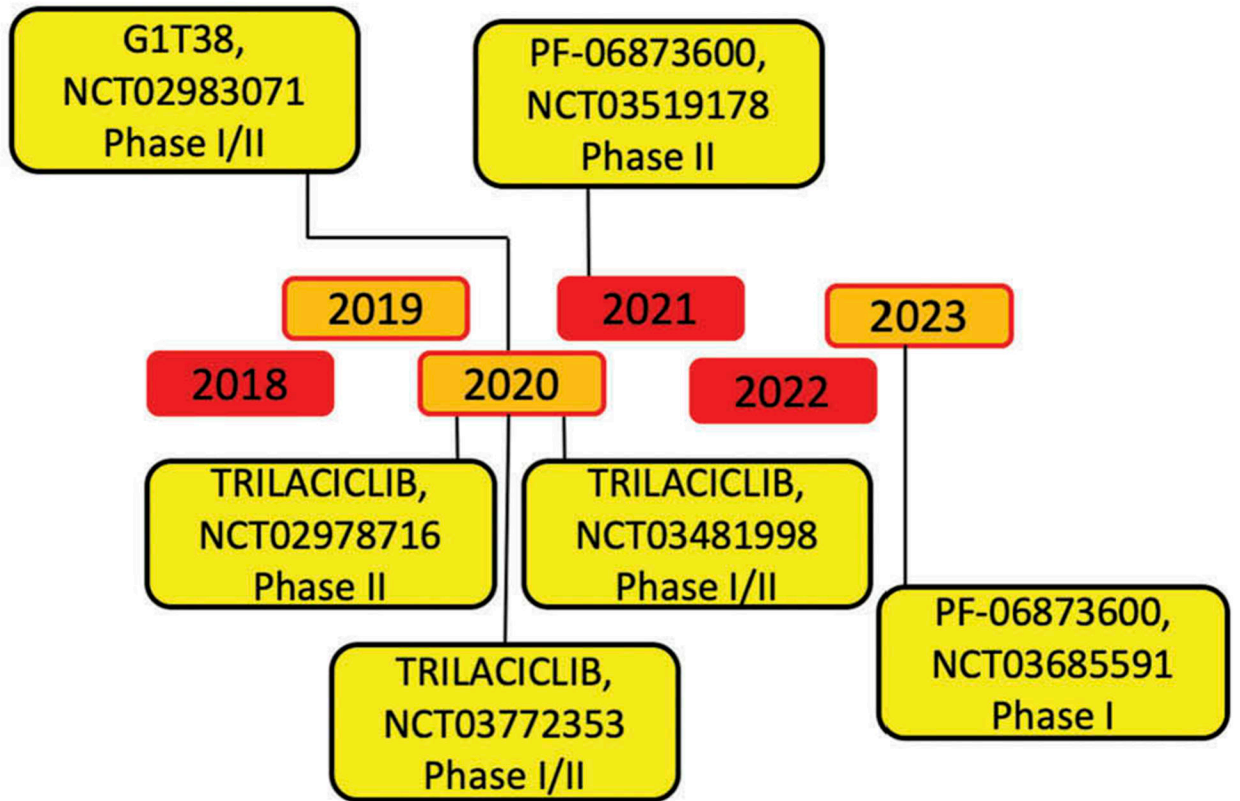 G1T38,
NCT02983071
Phase I/II
PF-06873600,
NCT03519178
Phase II
2019
2021
2023
2018
2020
2022
TRILACICLIB,
NCT02978716
Phase II
TRILACICLIB,
NCT03481998
Phase I/II
PF-06873600,
NCT03685591
Phase I
TRILACICLIB,
NCT03772353
Phase I/II